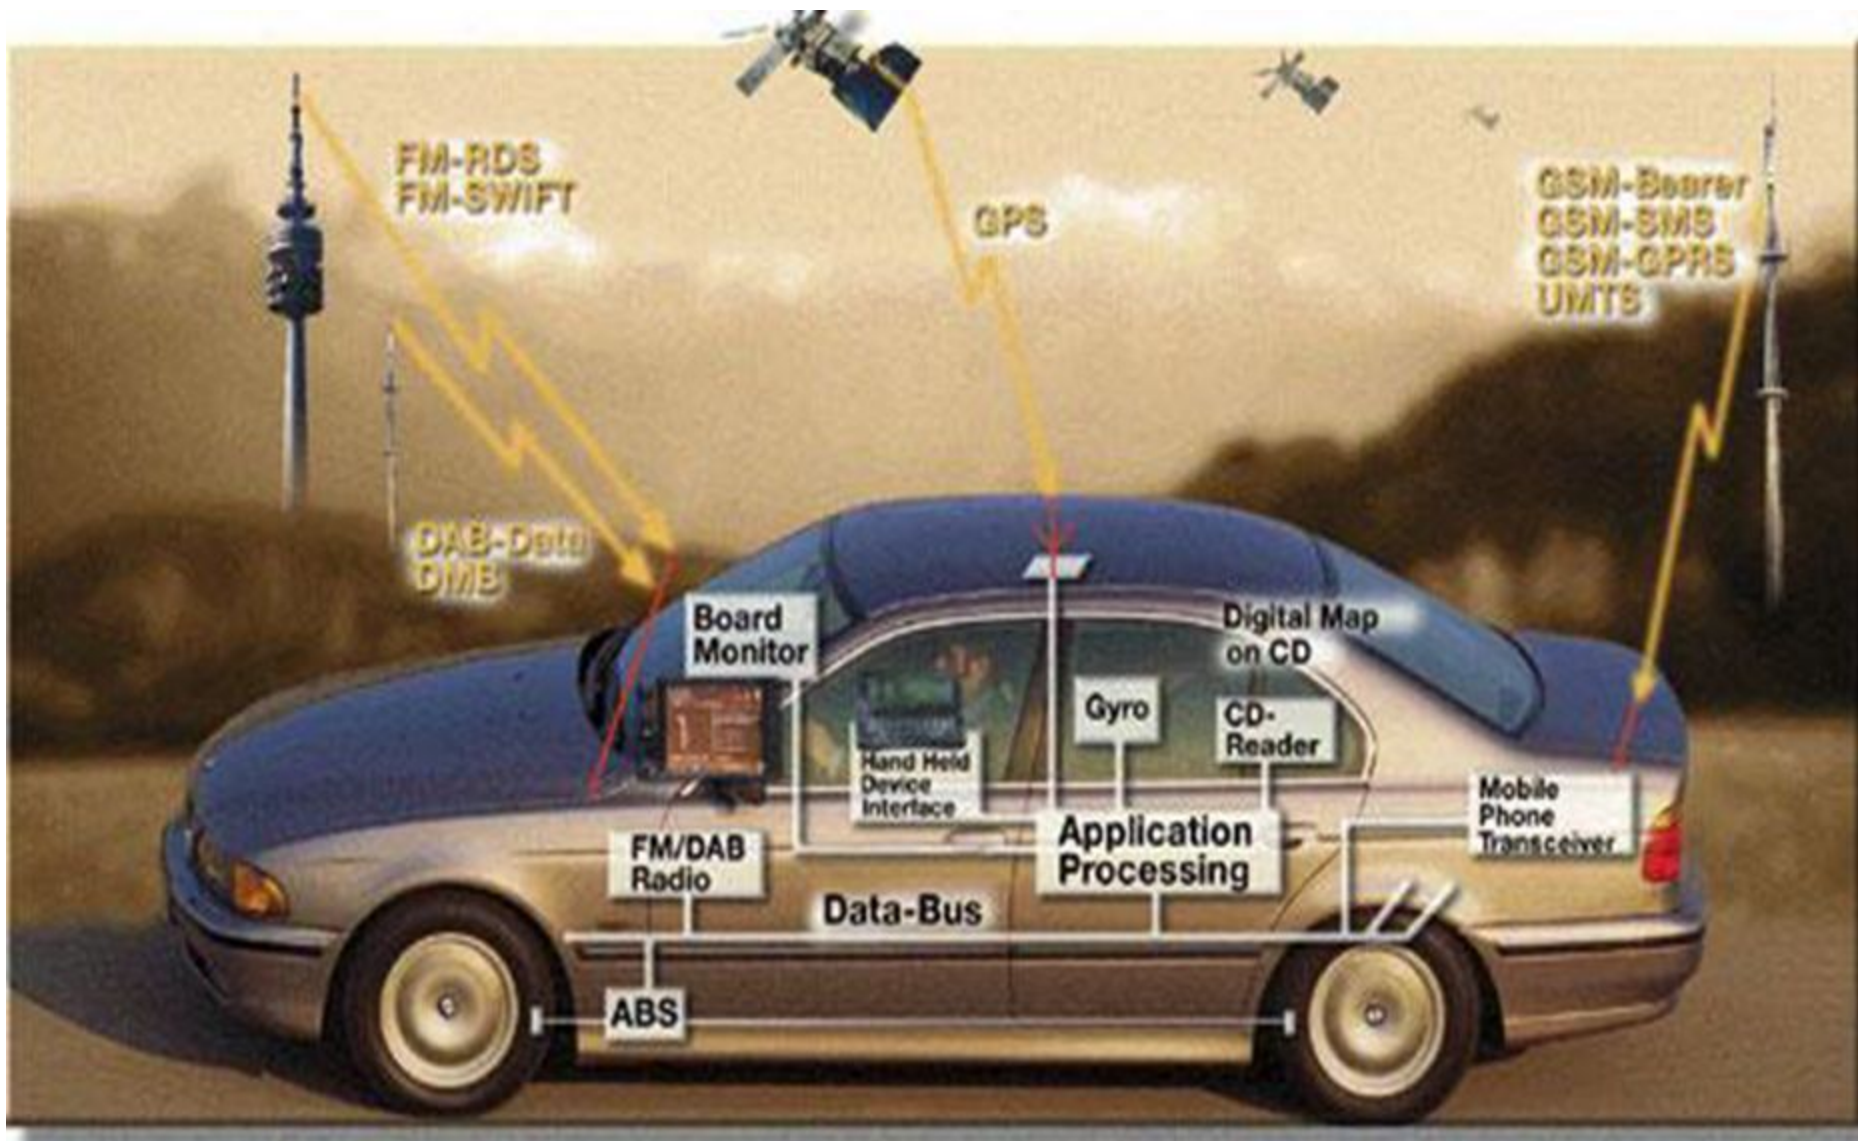 FM-RDS
FM-SWIFT
GPS
GSM-Bearer
GSM-SMS
GSM-GPRS
UMTS
DAB-Data
DMB
Board
Monitor
Digital Map
on CD
Gyro
CD-
Reader
Hand Held
Device
Interface
Mobile
Phone
Transceiver
FM/DAB
Radio
Application
Processing
Data-Bus
ABS